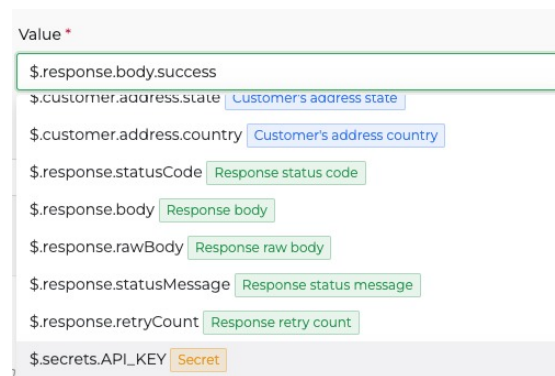 Value *
$.response.body.success
$.customer.address.state Customer's address state
$.customer.address.country Customer's address country
$.response.statusCode Response status code
$.response.body Response body
$.response.rawBody Response raw body
$.response.statusMessage Response status message
$.response.retryCount Response retry count
$.secrets.API_KEY Secret